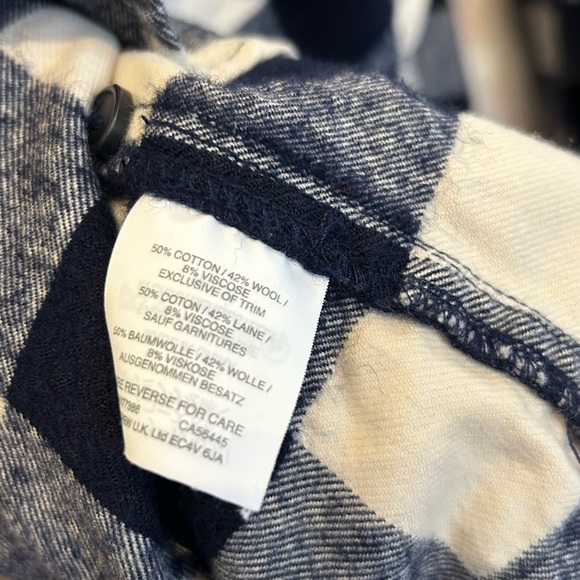 50% COTTON / 42% WOOL /
8% VISCOSE
EXCLUSIVE OF TRIM
50% COTON / 42% LAINE /
8% VISCOSE
SAUF GARNITURES
50% BAUMWOLLE / 42% WOLLE /
8% VISKOSE
AUSGENOMMEN BESATZ
REVERSE FOR CARE
CA56445
U.K. Ltd EC4V 6JA